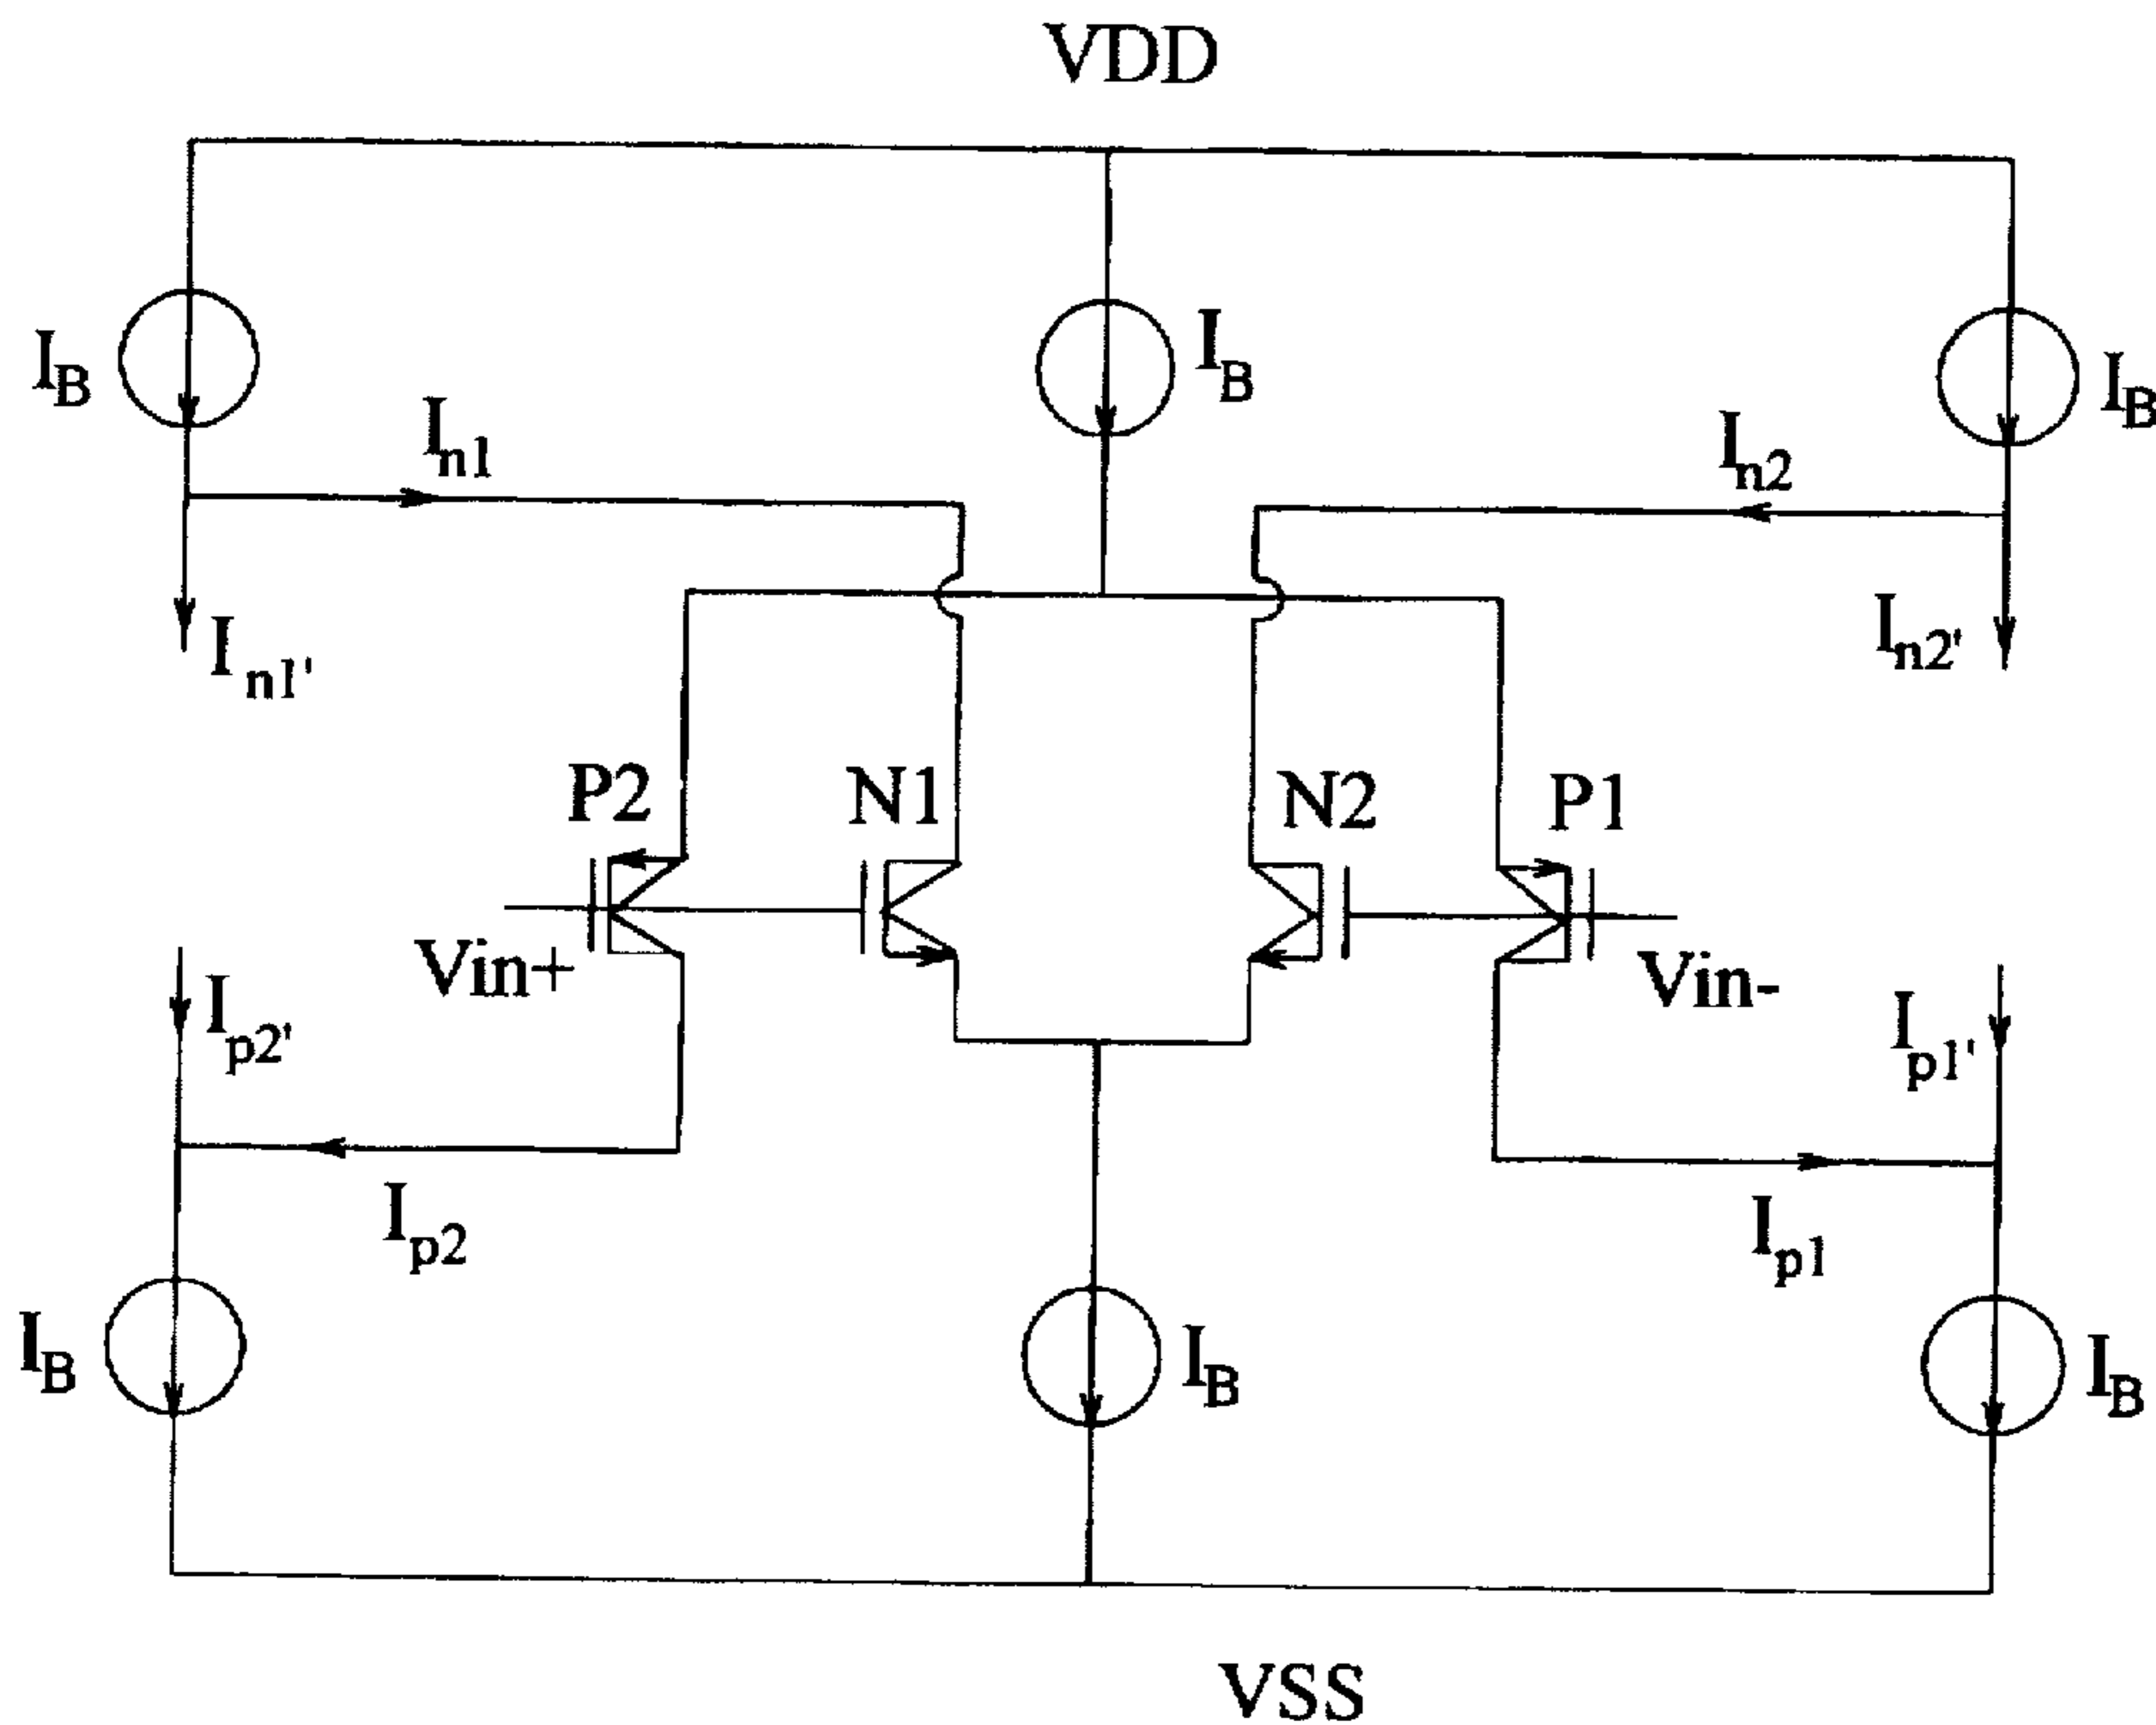 VDD
I_B
I_B
I_B
I_n1
I_n2
I_n1'
I_n2'
P2
N1
N2
P1
Vin+
Vin-
I_p2'
I_p1'
I_p2
I_p1
I_B
I_B
I_B
VSS